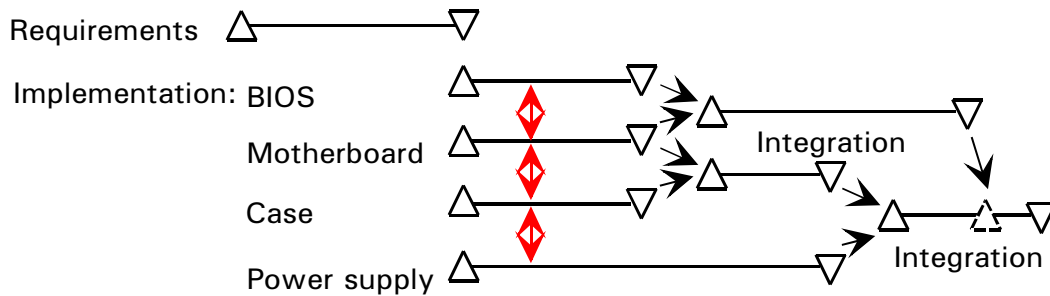 Requirements
Implementation: BIOS
Motherboard
Integration
Case
Integration
Power supply